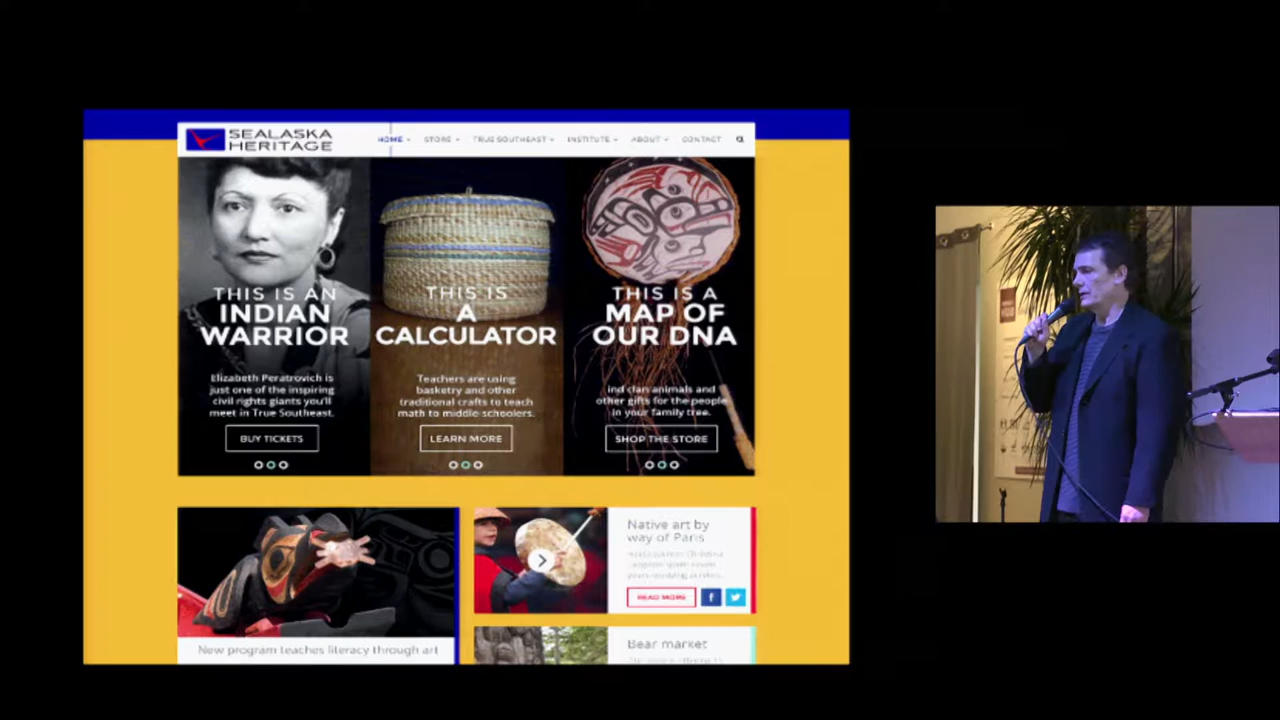 SEALASKA
HERITAGE
HOME
STORE
TRUE SOUTHEAST
INSTITUTE
ABOUT
CONTACT
THIS IS AN
INDIAN
WARRIOR
Elizabeth Peratrovich is
just one of the inspiring
civil rights giants you'll
meet in True Southeast.
BUY TICKETS
THIS IS
A
CALCULATOR
Teachers are using
basketry and other
traditional crafts to teach
math to middle-schoolers.
LEARN MORE
THIS IS A
MAP OF
OUR DNA
ind clan animals and
other gifts for the people
in your family tree.
SHOP THE STORE
New program teaches literacy through art
Native art by
way of Paris
READ MORE
f
Bear market